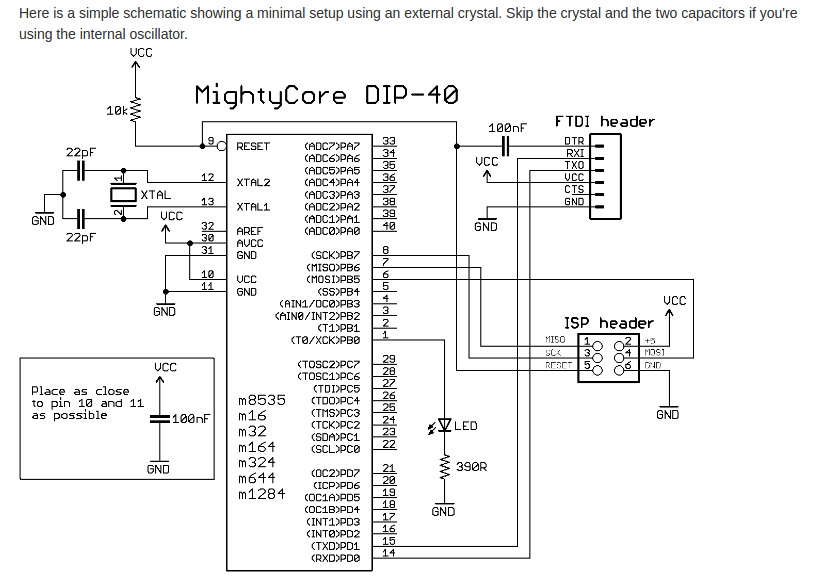 Here is a simple schematic showing a minimal setup using an external crystal. Skip the crystal and the two capacitors if you're
using the internal oscillator.
VCC
MightyCore DIP-40
10k
100nF
FTDI header
22pF
22pF
XTAL
1
2
GND
VCC
GND
9 RESET
12 XTAL2
13 XTAL1
32 AREF
30 AVCC
31 GND
10 VCC
11 GND
(ADC7)PA7 33
(ADC6)PA6 34
(ADC5)PA5 35
(ADC4)PA4 36
(ADC3)PA3 37
(ADC2)PA2 38
(ADC1)PA1 39
(ADC0)PA0 40
(SCK)PB7 8
(MISO)PB6 7
(MOSI)PB5 6
(SS)PB4 5
(AIN1/OC0)PB3 4
(AIN0/INT2)PB2 3
(T1)PB1 2
(T0/XCK)PB0 1
(TOSC2)PC7 29
(TOSC1)PC6 28
(TDI)PC5 27
(TDO)PC4 26
(TMS)PC3 25
(TCK)PC2 24
(SDA)PC1 23
(SCL)PC0 22
(OC2)PD7 21
(ICP)PD6 20
(OC1A)PD5 19
(OC1B)PD4 18
(INT1)PD3 17
(INT0)PD2 16
(TXD)PD1 15
(RXD)PD0 14
m8535
m16
m32
m164
m324
m644
m1284
VCC
GND
DTR
RXI
TXO
VCC
CTS
GND
ISP header
VCC
MISO 1 2 +5
SCK 3 4 MOSI
RESET 5 6 GND
GND
LED
390R
GND
VCC
Place as close
to pin 10 and 11
as possible
100nF
GND